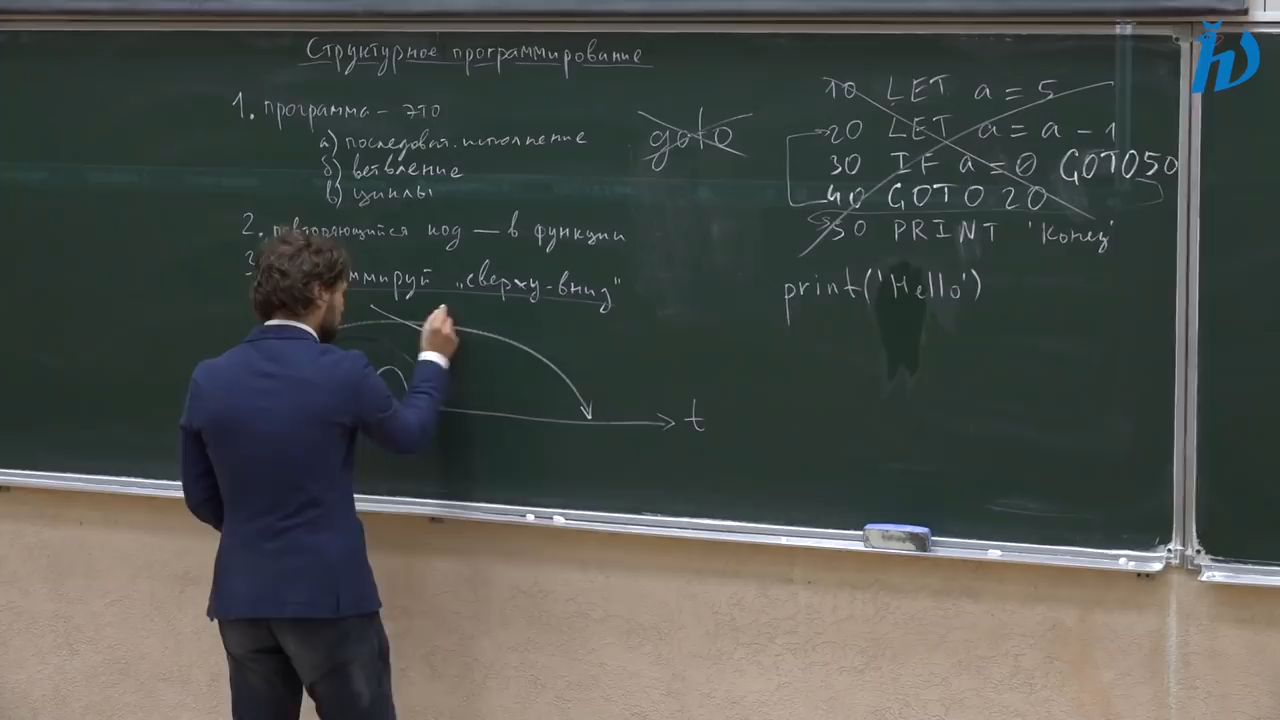 Структурное программирование
1. программа - это
а) последоват. исполнение
б) ветвление
в) циклы
2. повторяющийся код — в функции
"сверху-вниз"
t
goto
10 LET a = 5
20 LET a = a - 1
30 IF a = 0 GOTO 50
40 GOTO 20
50 PRINT 'Конец'
print('Hello')